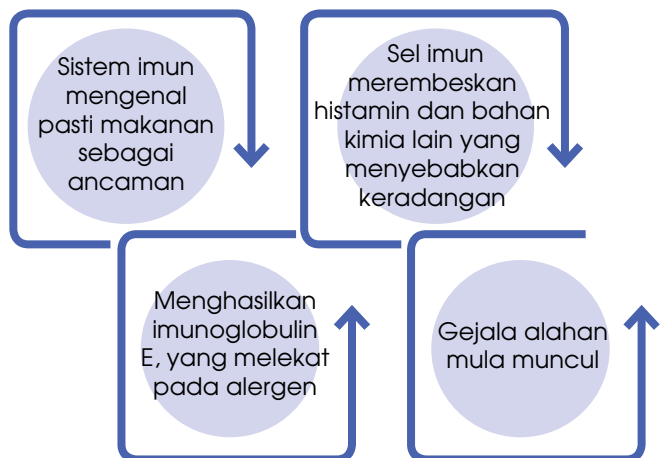 Sistem imun
mengenal
pasti makanan
sebagai
ancaman
Menghasilkan
imunoglobulin
E, yang melekat
pada alergen
Sel imun
merembeskan
histamin dan bahan
kimia lain yang
menyebabkan
keradangan
Gejala alahan
mula muncul